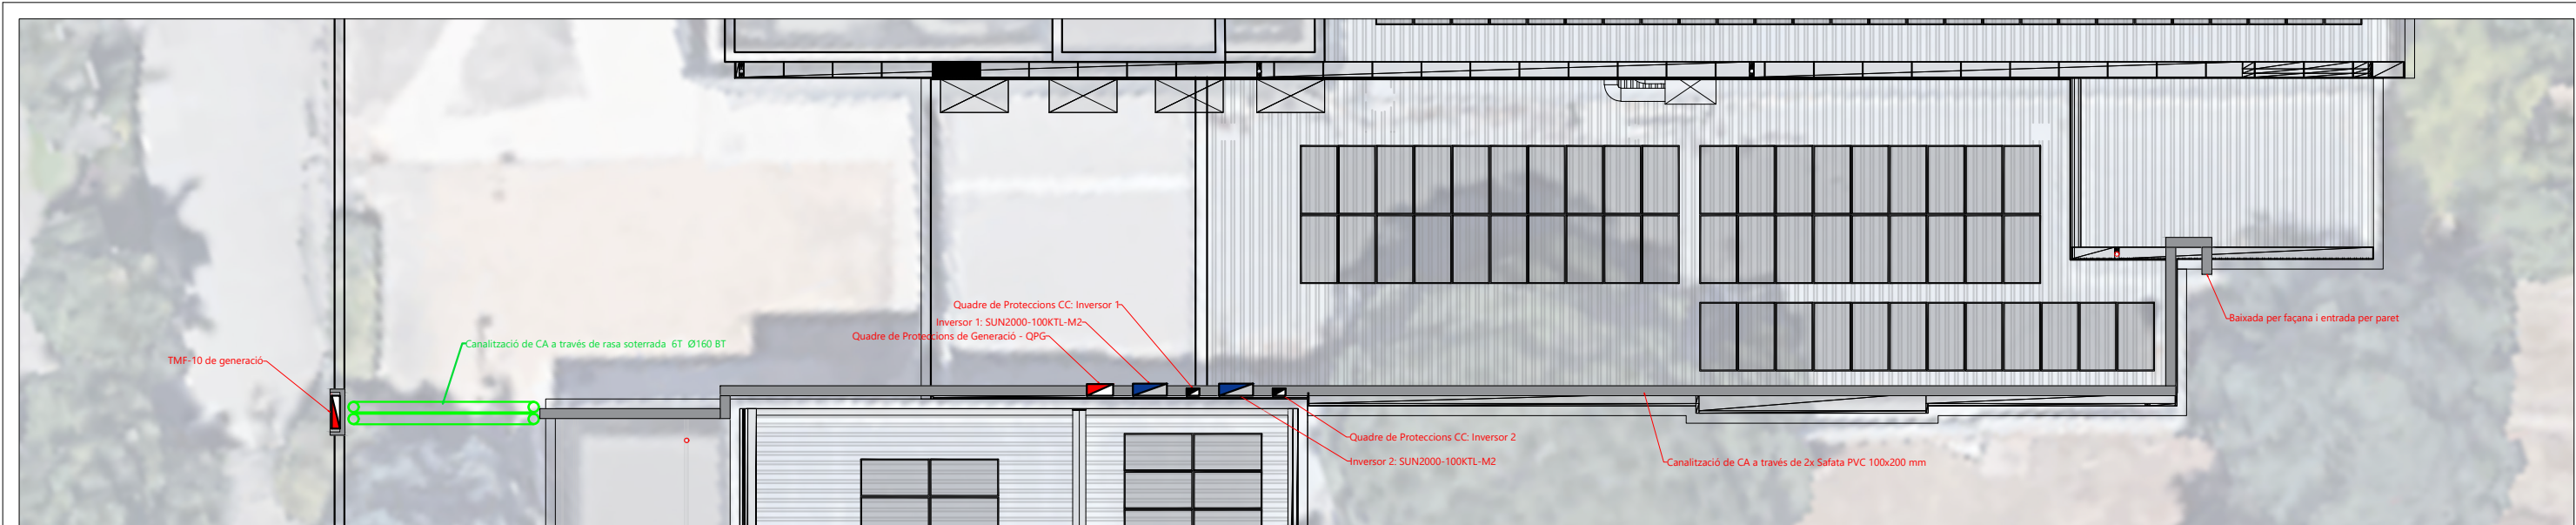 Quadre de Proteccions CC: Inversor 1
Inversor 1: SUN2000-100KTL-M2
Quadre de Proteccions de Generació - QPG
Canalització de CA a través de rasa soterrada 6T Ø160 BT
TMF-10 de generació
Baixada per façana i entrada per paret
Quadre de Proteccions CC: Inversor 2
Inversor 2: SUN2000-100KTL-M2
Canalització de CA a través de 2x Safata PVC 100x200 mm